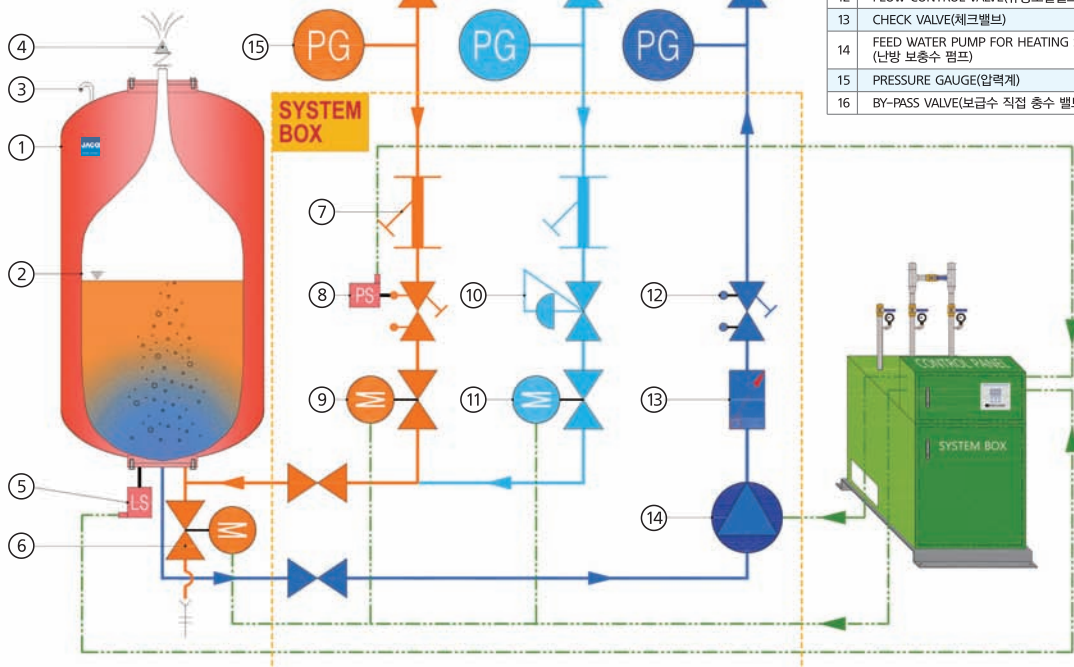 13 CHECK VALVE(체크밸브)
14 FEED WATER PUMP FOR HEATING
(난방 보충수 펌프)
15 PRESSURE GAUGE(압력계)
16 BY-PASS VALVE(보급수 직접 충수
4
15
PG
PG
PG
3
SYSTEM
BOX
1
JACOB
7
2
8
PS
10
12
CONTROL PANEL
9
M
11
M
13
SYSTEM BOX
5
LS
14
6
M